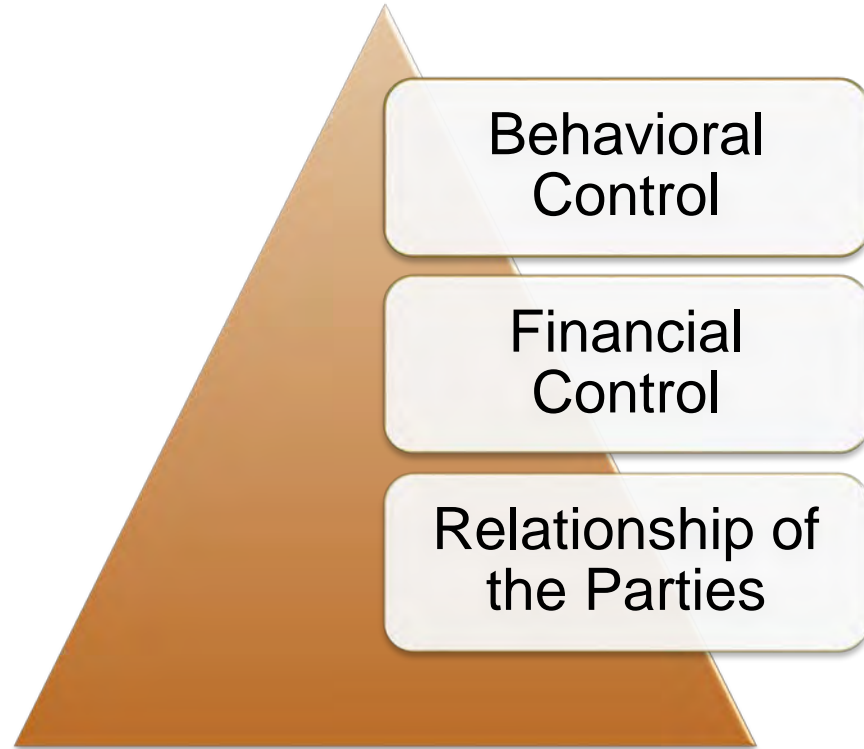 Behavioral
Control
Financial
Control
Relationship of
the Parties